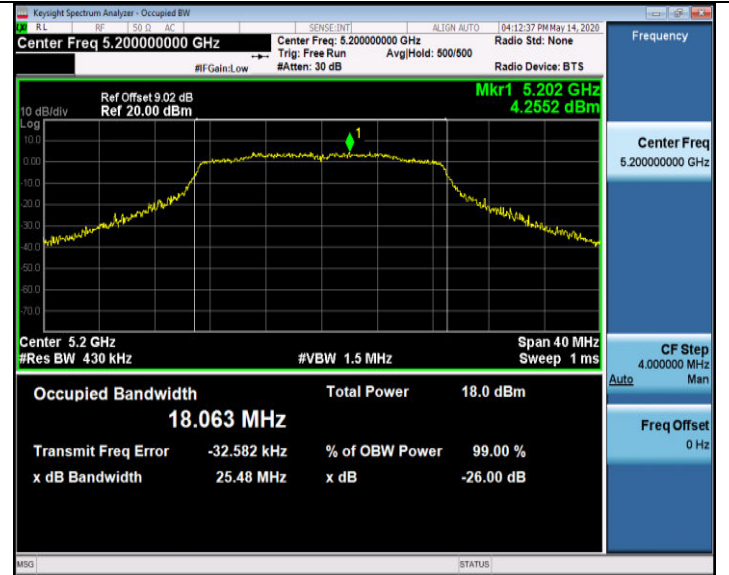 Keysight Spectrum Analyzer - Occupied BW
RL RF 50 Ω AC SENSE:INT ALIGN AUTO 04:12:37 PM May 14, 2020
Center Freq 5.200000000 GHz Center Freq: 5.200000000 GHz Radio Std: None
Trig: Free Run Avg|Hold: 500/500
#IFGain:Low #Atten: 30 dB Radio Device: BTS
Frequency
Ref Offset 9.02 dB Mkr1 5.202 GHz
10 dB/div Ref 20.00 dBm 4.2552 dBm
Log
10.0
0.00
-10.0
-20.0
-30.0
-40.0
-50.0
-60.0
-70.0
1
Center 5.2 GHz Span 40 MHz
#Res BW 430 kHz #VBW 1.5 MHz Sweep 1 ms
Occupied Bandwidth Total Power 18.0 dBm
18.063 MHz
Transmit Freq Error -32.582 kHz % of OBW Power 99.00 %
x dB Bandwidth 25.48 MHz x dB -26.00 dB
Center Freq
5.200000000 GHz
CF Step
4.000000 MHz
Auto Man
Freq Offset
0 Hz
MSG STATUS